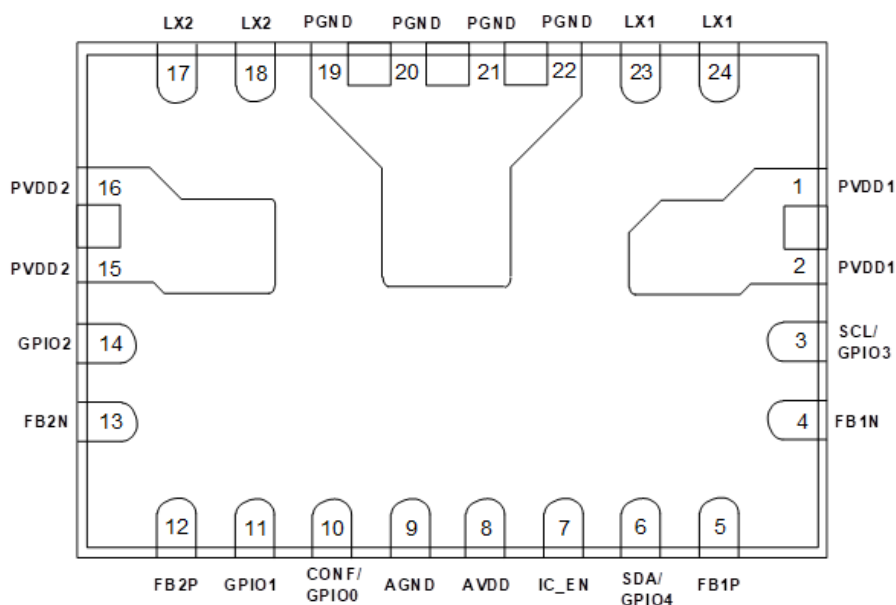 LX2 LX2 PGND PGND PGND PGND LX1 LX1
17 18 19 20 21 22 23 24
PVDD2 16 1 PVDD1
PVDD2 15 2 PVDD1
GPIO2 14 3 SCL/
GPIO3
FB2N 13 4 FB1N
12 11 10 9 8 7 6 5
FB2P GPIO1 CONF/ AGND AVDD IC_EN SDA/ FB1P
GPIO0 GPIO4